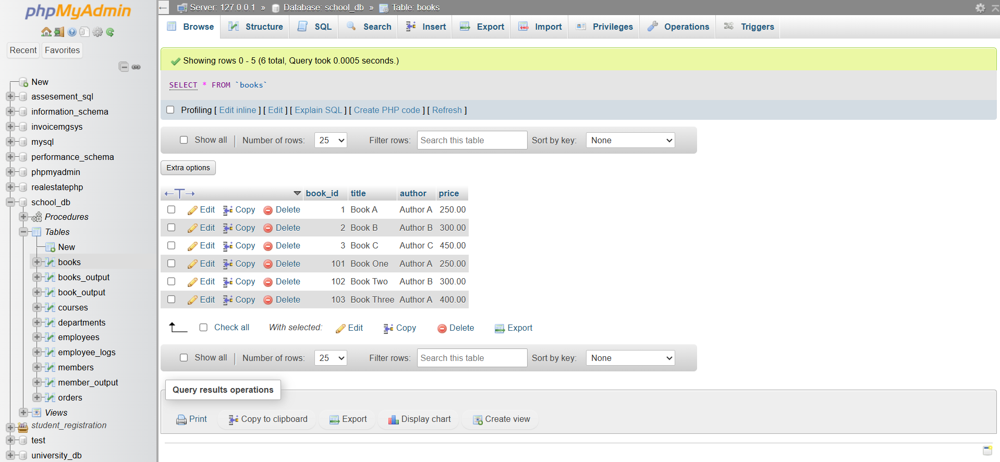 phpMyAdmin
Recent Favorites
New
assesement_sql
information_schema
invoicemgsys
mysql
performance_schema
phpmyadmin
realestatephp
school_db
Procedures
Tables
New
books
books_output
book_output
courses
departments
employees
employee_logs
members
member_output
orders
Views
student_registration
test
university_db
Server: 127.0.0.1 » Database: school_db » Table: books
Browse Structure SQL Search Insert Export Import Privileges Operations Triggers
Showing rows 0 - 5 (6 total, Query took 0.0005 seconds.)
SELECT * FROM `books`
Profiling [ Edit inline ] [ Edit ] [ Explain SQL ] [ Create PHP code ] [ Refresh ]
Show all | Number of rows: 25 Filter rows: Search this table Sort by key: None
Extra options
←T→ book_id title author price
Edit Copy Delete 1 Book A Author A 250.00
Edit Copy Delete 2 Book B Author B 300.00
Edit Copy Delete 3 Book C Author C 450.00
Edit Copy Delete 101 Book One Author A 250.00
Edit Copy Delete 102 Book Two Author B 300.00
Edit Copy Delete 103 Book Three Author A 400.00
Check all With selected: Edit Copy Delete Export
Show all | Number of rows: 25 Filter rows: Search this table Sort by key: None
Query results operations
Print Copy to clipboard Export Display chart Create view